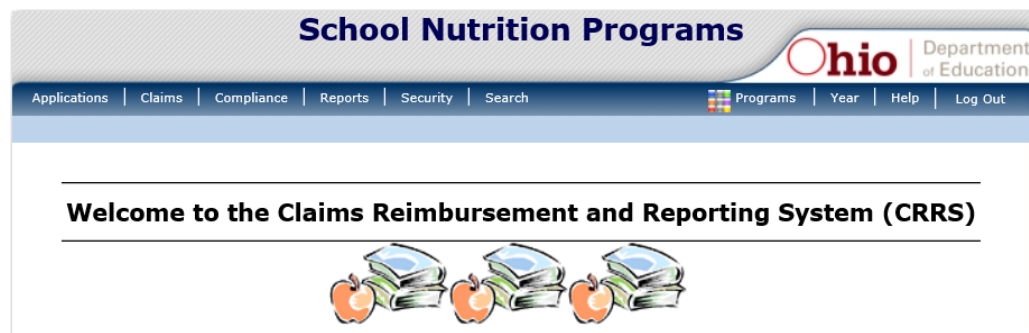 School Nutrition Programs
Ohio Department
of Education
Applications | Claims | Compliance | Reports | Security | Search Programs | Year | Help | Log Out
Welcome to the Claims Reimbursement and Reporting System (CRRS)